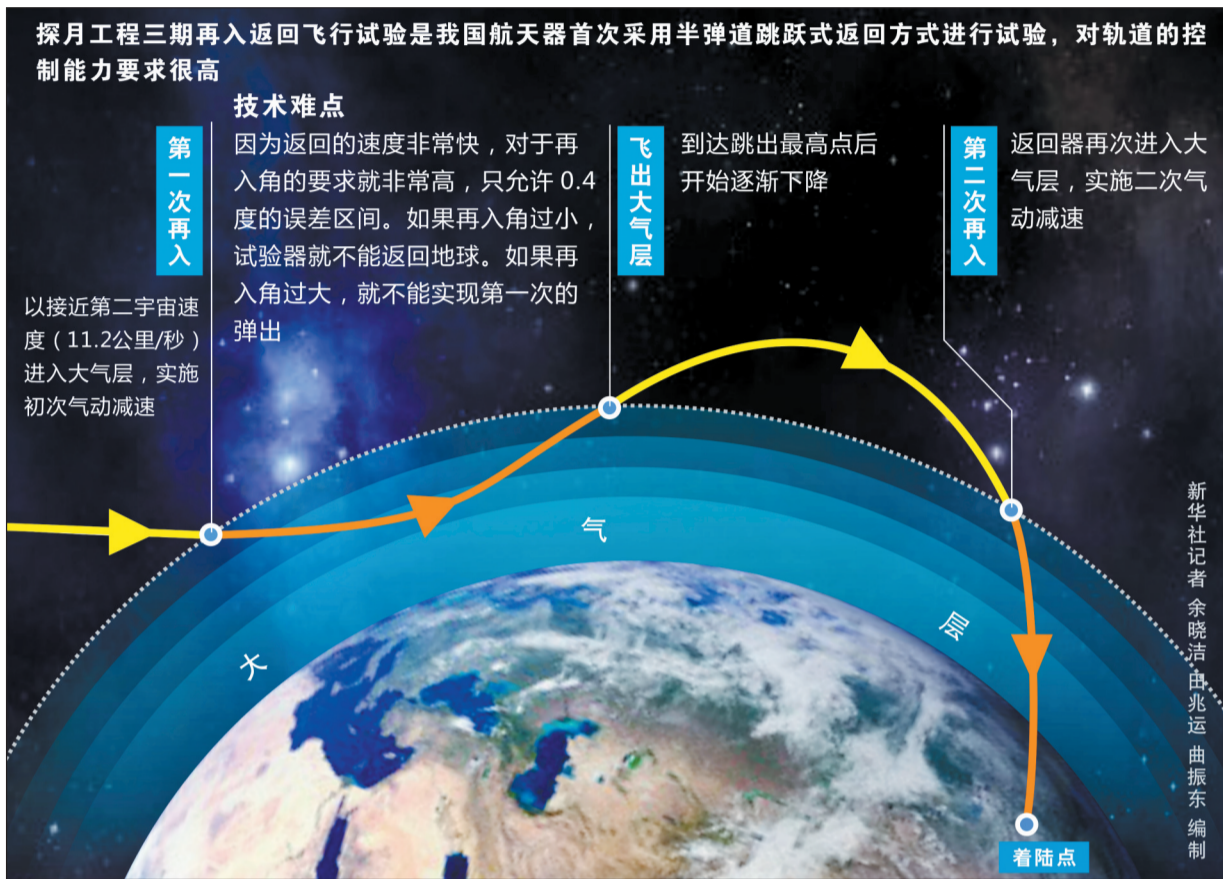 探月工程三期再入返回飞行试验是我国航天器首次采用半弹道跳跃式返回方式进行试验，对轨道的控
制能力要求很高
技术难点
第一次再入
因为返回的速度非常快，对于再
入角的要求就非常高，只允许 0.4
度的误差区间。如果再入角过小，
试验器就不能返回地球。如果再
入角过大，就不能实现第一次的
弹出
以接近第二宇宙速
度（11.2公里/秒）
进入大气层，实施
初次气动减速
飞出大气层
到达跳出最高点后
开始逐渐下降
第二次再入
返回器再次进入大
气层，实施二次气
动减速
大气层
着陆点
新华社记者 余晓洁 田兆运 曲振东 编制